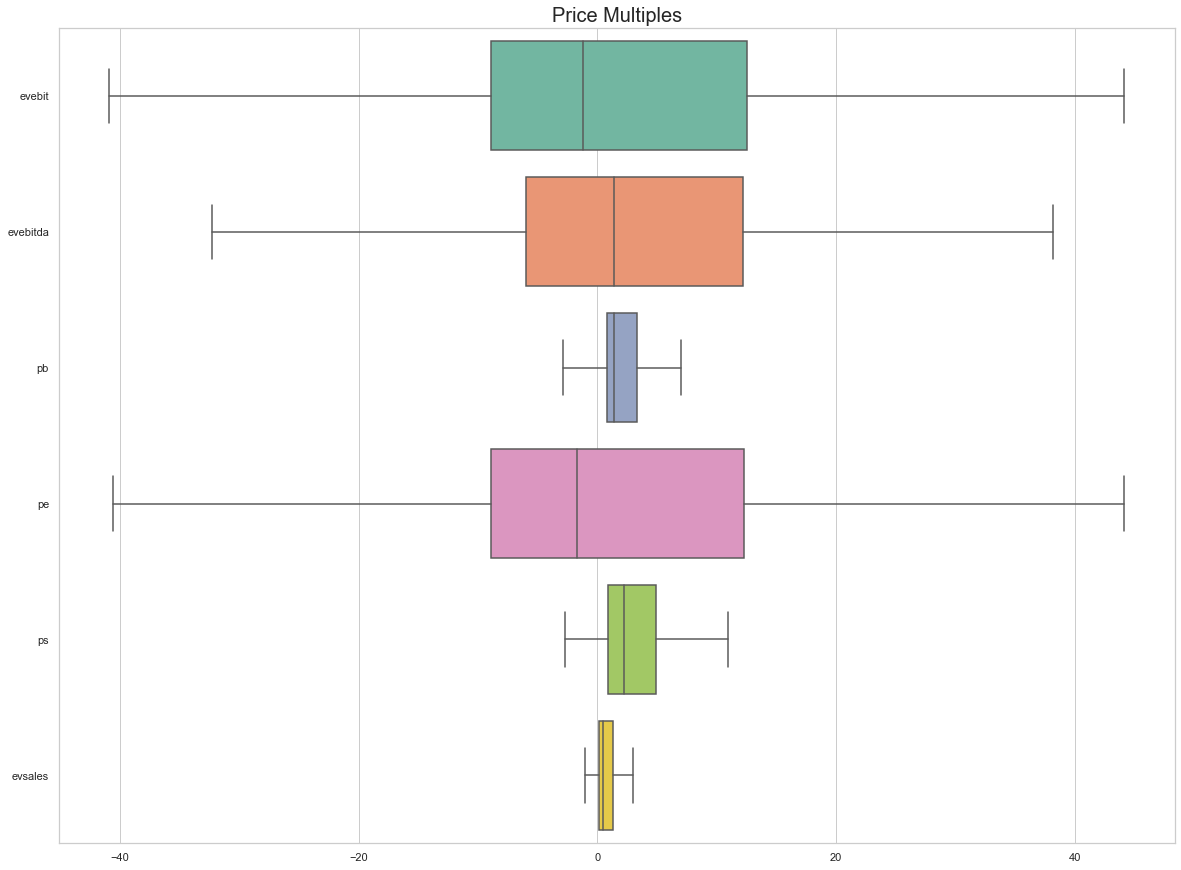 Price Multiples
evebit
evebitda
pb
pe
ps
evsales
−40
−20
0
20
40